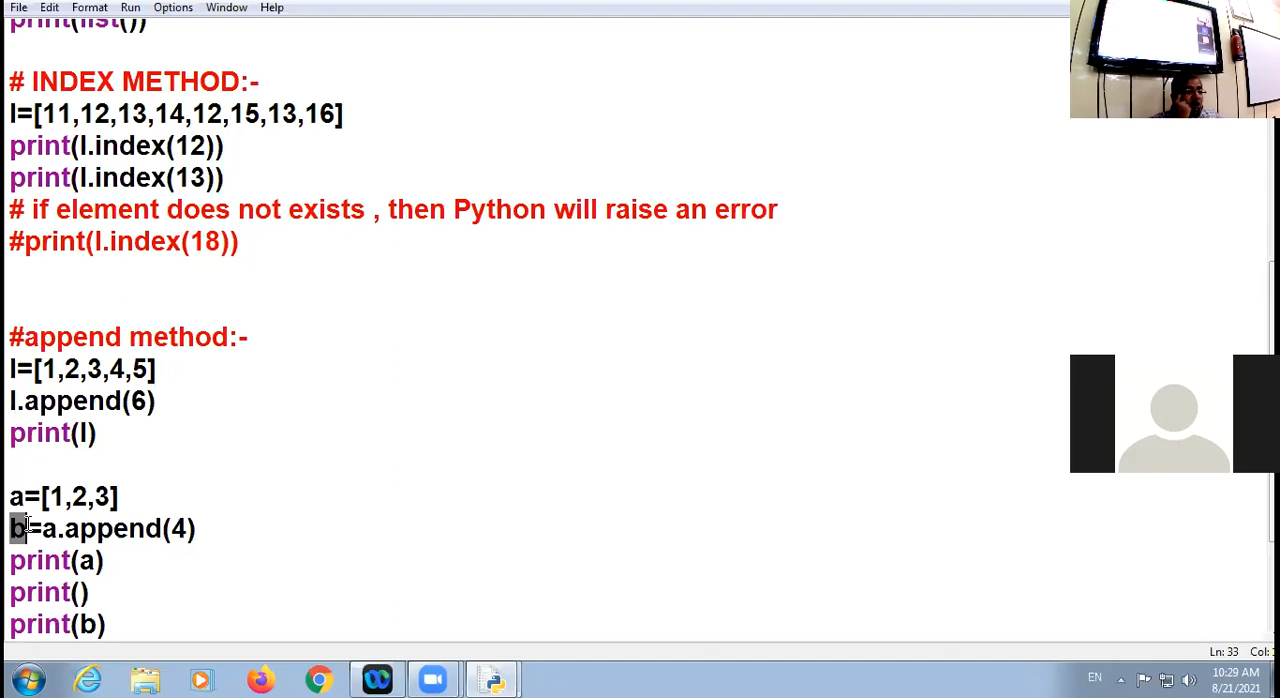 File Edit Format Run Options Window Help
print(list())
# INDEX METHOD:-
l=[11,12,13,14,12,15,13,16]
print(l.index(12))
print(l.index(13))
# if element does not exists , then Python will raise an error
#print(l.index(18))
#append method:-
l=[1,2,3,4,5]
l.append(6)
print(l)
a=[1,2,3]
b=a.append(4)
print(a)
print()
print(b)
Ln: 33 Col:
EN
10:29 AM
8/21/2021